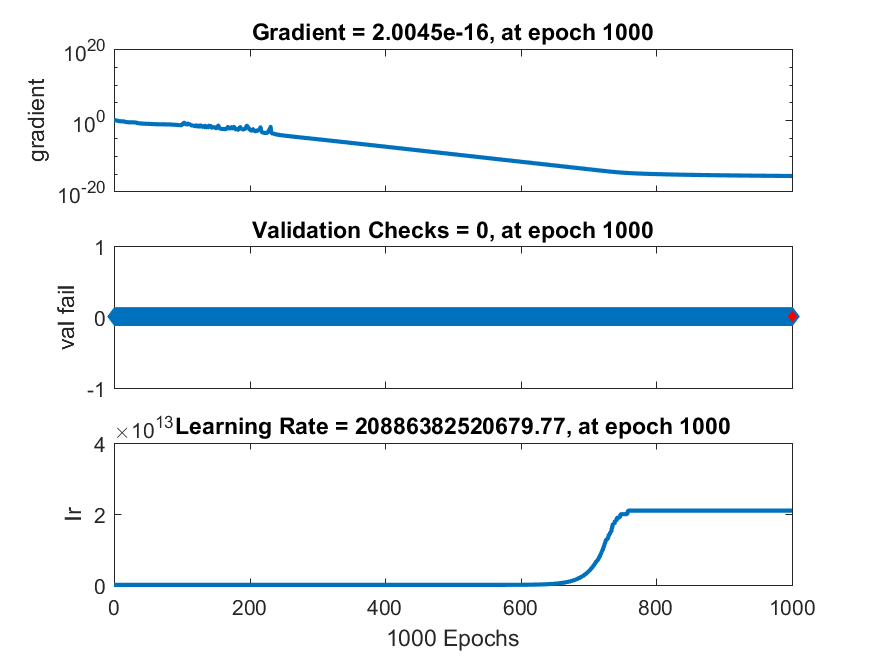 Gradient = 2.0045e-16, at epoch 1000
10^20
10^0
10^-20
gradient
Validation Checks = 0, at epoch 1000
1
0
-1
val fail
×10^13 Learning Rate = 20886382520679.77, at epoch 1000
4
2
0
lr
0 200 400 600 800 1000
1000 Epochs